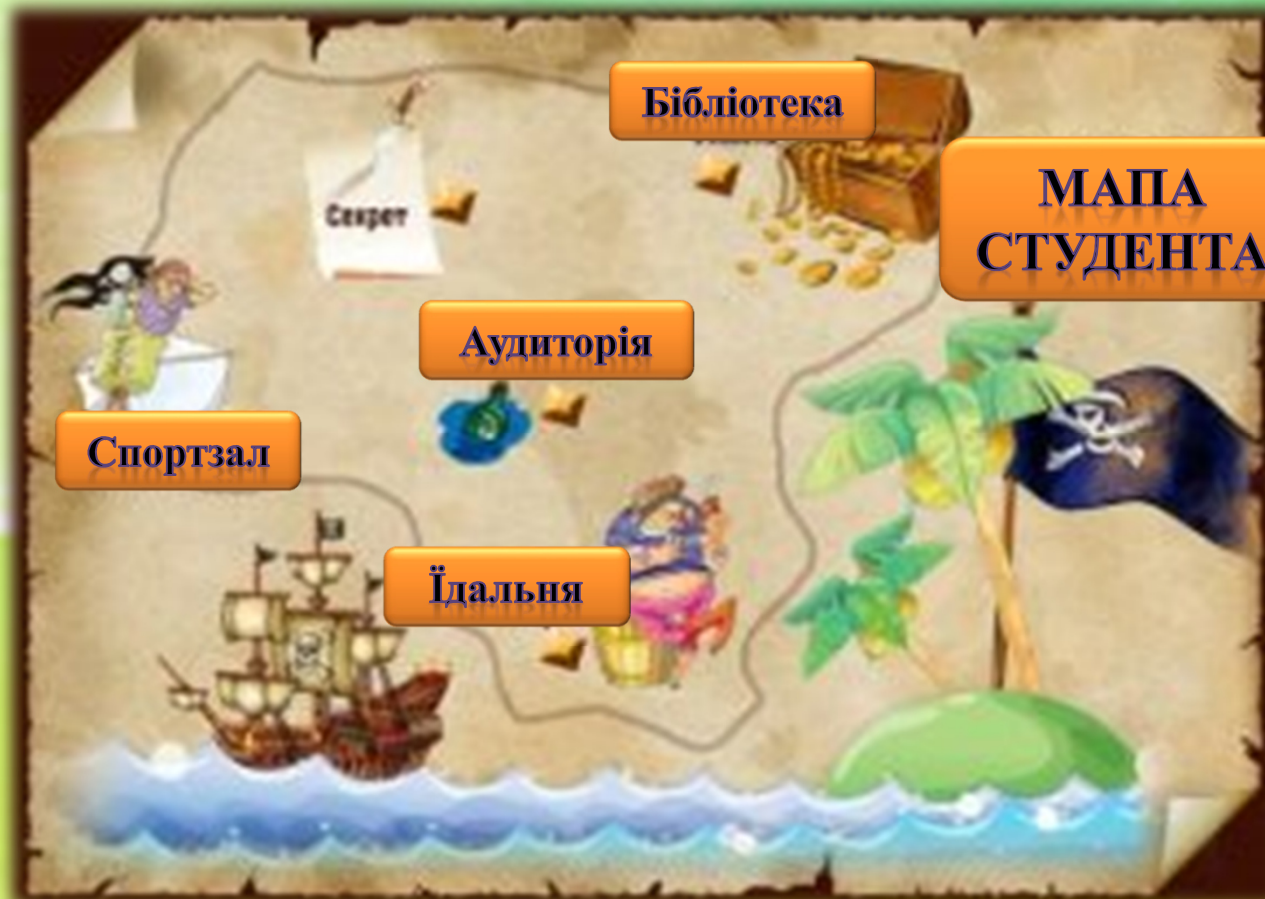 Бібліотека
МАПА
СТУДЕНТА
Секрет
Аудиторія
Спортзал
Їдальня